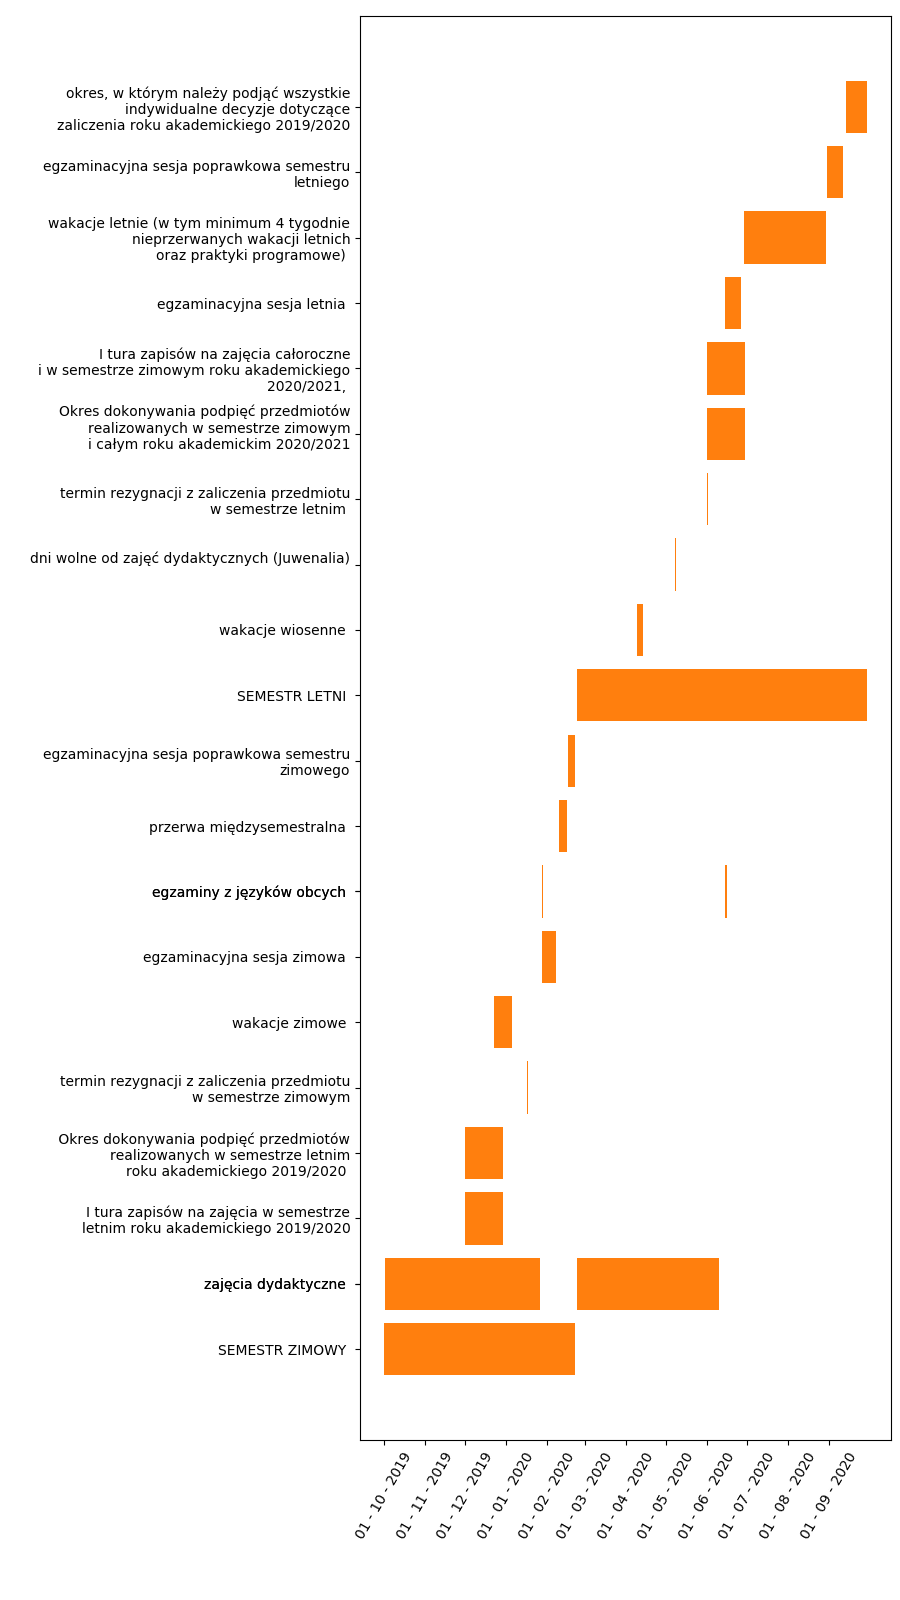 okres, w którym należy podjąć wszystkie
indywidualne decyzje dotyczące
zaliczenia roku akademickiego 2019/2020
egzaminacyjna sesja poprawkowa semestru
letniego
wakacje letnie (w tym minimum 4 tygodnie
nieprzerwanych wakacji letnich
oraz praktyki programowe)
egzaminacyjna sesja letnia
I tura zapisów na zajęcia całoroczne
i w semestrze zimowym roku akademickiego
2020/2021,
Okres dokonywania podpięć przedmiotów
realizowanych w semestrze zimowym
i całym roku akademickim 2020/2021
termin rezygnacji z zaliczenia przedmiotu
w semestrze letnim
dni wolne od zajęć dydaktycznych (Juwenalia)
wakacje wiosenne
SEMESTR LETNI
egzaminacyjna sesja poprawkowa semestru
zimowego
przerwa międzysemestralna
egzaminy z języków obcych
egzaminacyjna sesja zimowa
wakacje zimowe
termin rezygnacji z zaliczenia przedmiotu
w semestrze zimowym
Okres dokonywania podpięć przedmiotów
realizowanych w semestrze letnim
roku akademickiego 2019/2020
I tura zapisów na zajęcia w semestrze
letnim roku akademickiego 2019/2020
zajęcia dydaktyczne
SEMESTR ZIMOWY
01 - 10 - 2019
01 - 11 - 2019
01 - 12 - 2019
01 - 01 - 2020
01 - 02 - 2020
01 - 03 - 2020
01 - 04 - 2020
01 - 05 - 2020
01 - 06 - 2020
01 - 07 - 2020
01 - 08 - 2020
01 - 09 - 2020